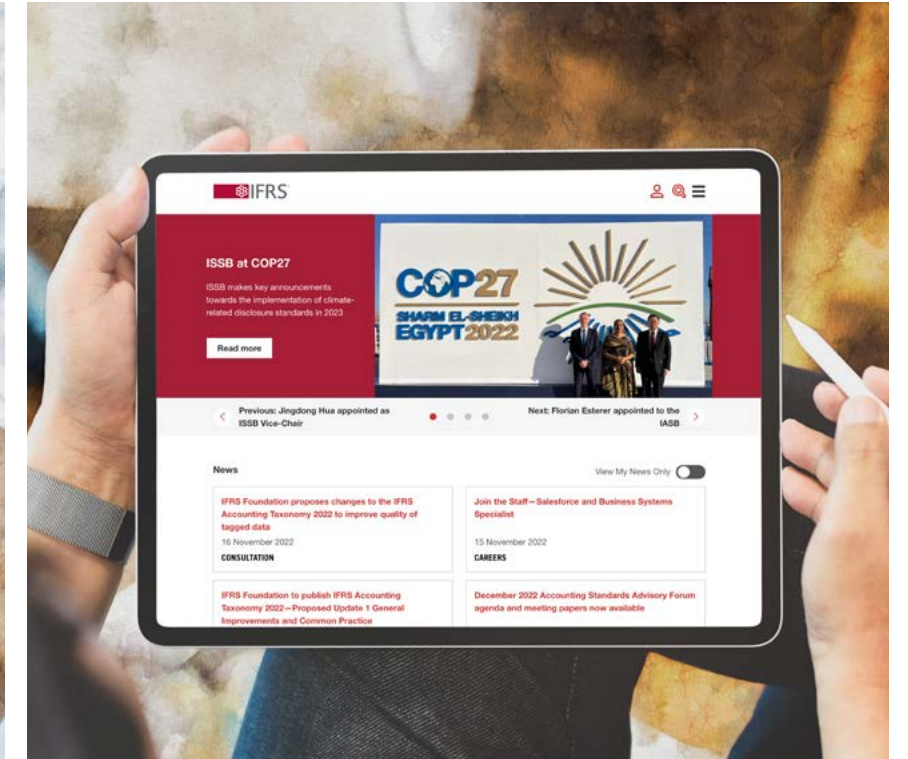 IFRS
ISSB at COP27
ISSB makes key announcements
towards the implementation of climate-
related disclosure standards in 2023
Read more
COP27
SHARM EL-SHEIKH
EGYPT 2022
Previous: Jingdong Hua appointed as
ISSB Vice-Chair
Next: Florian Esterer appointed to the
IASB
News
View My News Only
IFRS Foundation proposes changes to the IFRS
Accounting Taxonomy 2022 to improve quality of
tagged data
16 November 2022
CONSULTATION
Join the Staff—Salesforce and Business Systems
Specialist
15 November 2022
CAREERS
IFRS Foundation to publish IFRS Accounting
Taxonomy 2022—Proposed Update 1 General
Improvements and Common Practice
December 2022 Accounting Standards Advisory Forum
agenda and meeting papers now available